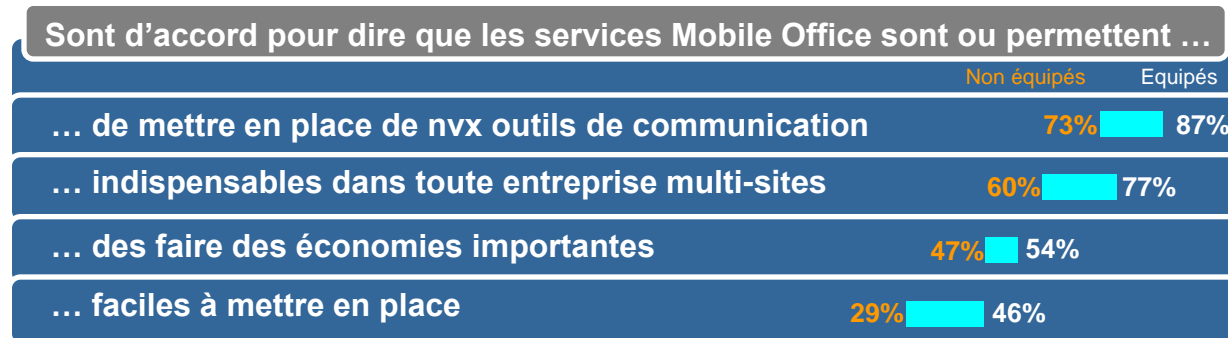 Sont d’accord pour dire que les services Mobile Office sont ou permettent …
Non équipés Equipés
… de mettre en place de nvx outils de communication 73% 87%
… indispensables dans toute entreprise multi-sites 60% 77%
… des faire des économies importantes 47% 54%
… faciles à mettre en place 29% 46%